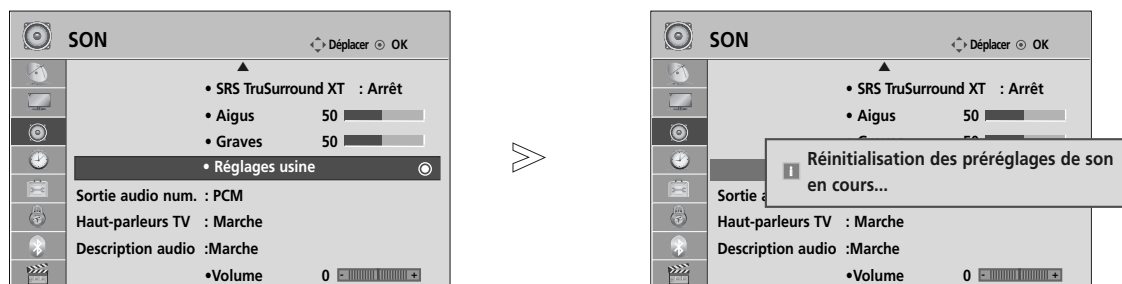 SON
Déplacer OK
• SRS TruSurround XT : Arrêt
• Aigus 50
• Graves 50
• Réglages usine
Sortie audio num. : PCM
Haut-parleurs TV : Marche
Description audio :Marche
•Volume 0 - +
SON
Déplacer OK
• SRS TruSurround XT : Arrêt
• Aigus 50
Réinitialisation des préréglages de son
en cours...
Sortie
Haut-parleurs TV : Marche
Description audio :Marche
•Volume 0 - +